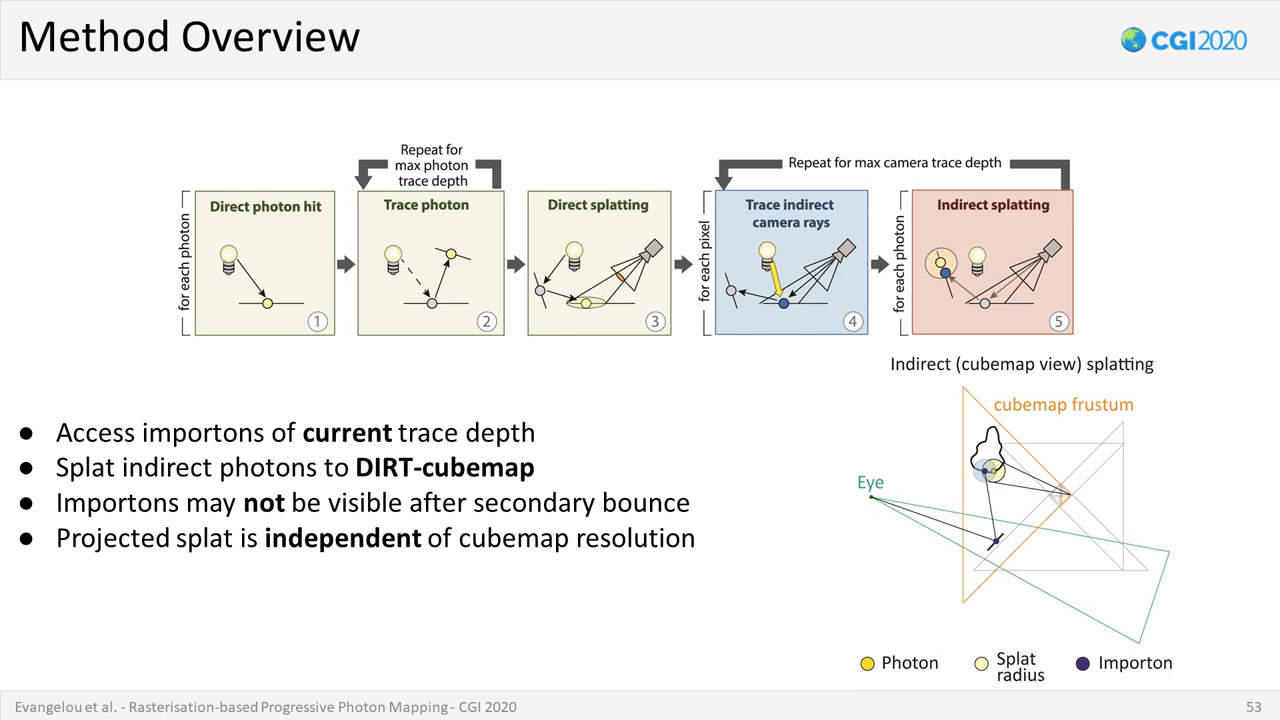 Method Overview
CGI2020
Repeat for
max photon
trace depth
Repeat for max camera trace depth
for each photon
Direct photon hit
1
Trace photon
2
Direct splatting
3
for each pixel
Trace indirect
camera rays
4
for each photon
Indirect splatting
5
● Access importons of current trace depth
● Splat indirect photons to DIRT-cubemap
● Importons may not be visible after secondary bounce
● Projected splat is independent of cubemap resolution
Indirect (cubemap view) splatting
cubemap frustum
Eye
Photon
Splat
radius
Importon
Evangelou et al. - Rasterisation-based Progressive Photon Mapping - CGI 2020
53